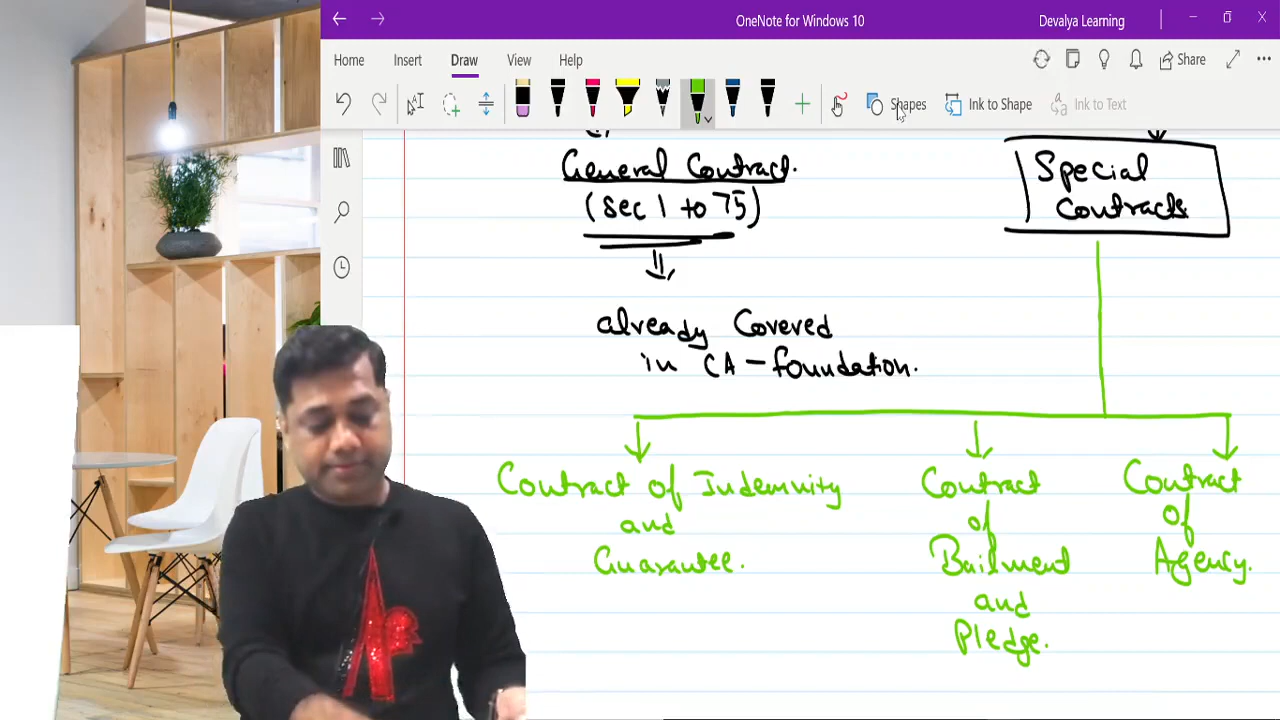 OneNote for Windows 10
Devalya Learning
Home
Insert
Draw
View
Help
Share
Shapes
Ink to Shape
Ink to Text
General Contract.
(Sec 1 to 75)
already Covered
in CA - foundation.
Special
Contracts
Contract of Indemnity
and
Guarantee.
Contract
of
Bailment
and
Pledge.
Contract
of
Agency.